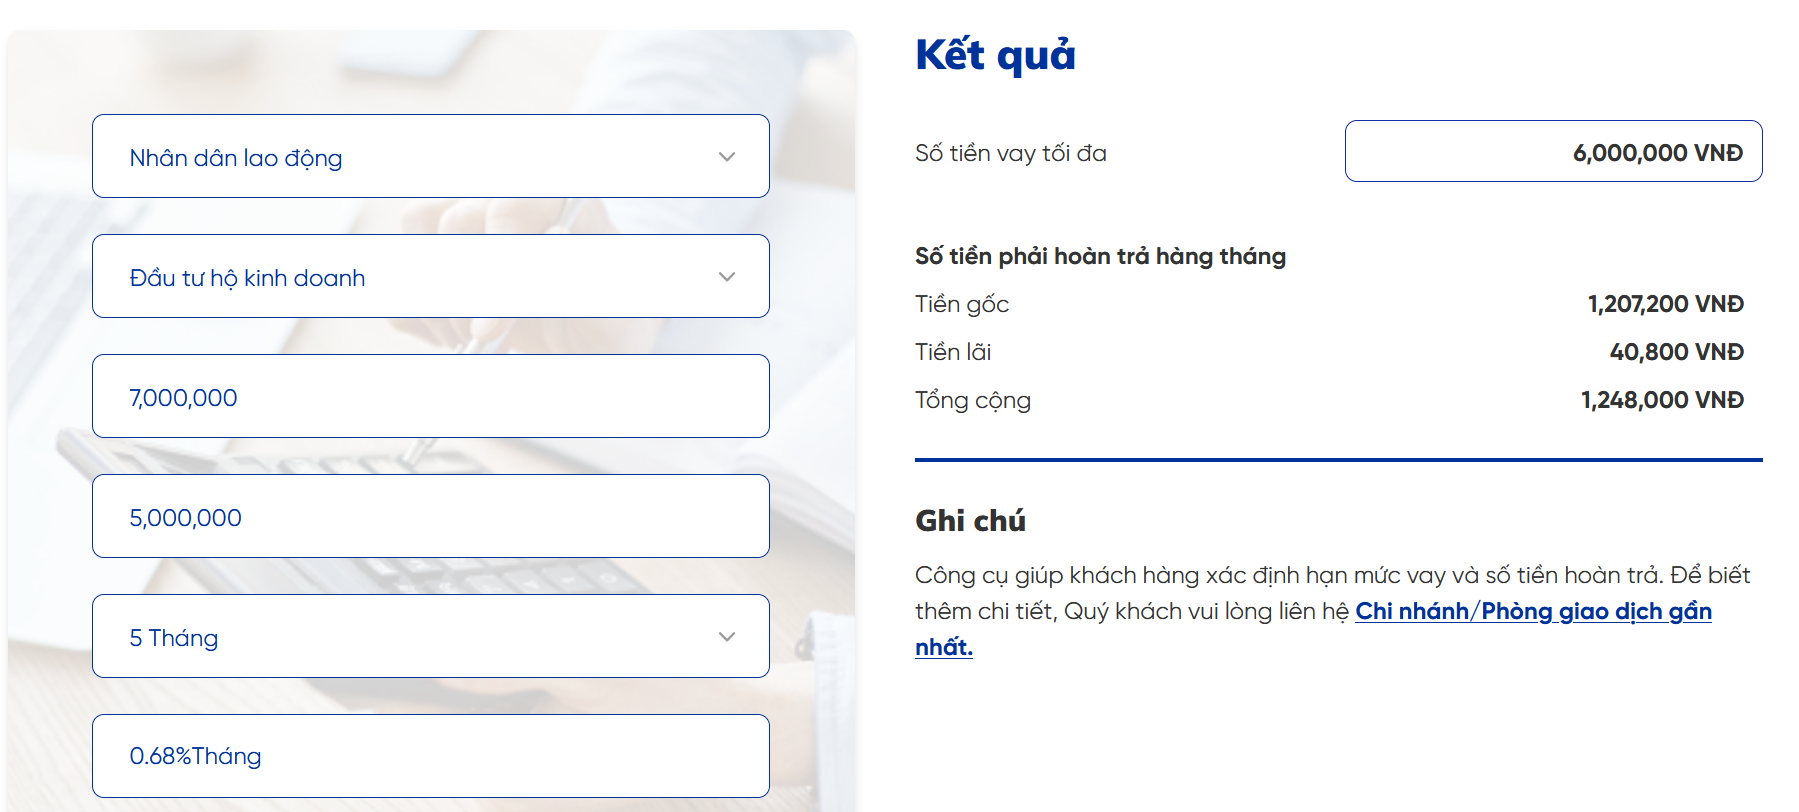 Nhân dân lao động
Đầu tư hộ kinh doanh
7,000,000
5,000,000
5 Tháng
0.68%Tháng
Kết quả
Số tiền vay tối đa
6,000,000 VNĐ
Số tiền phải hoàn trả hàng tháng
Tiền gốc
1,207,200 VNĐ
Tiền lãi
40,800 VNĐ
Tổng cộng
1,248,000 VNĐ
Ghi chú
Công cụ giúp khách hàng xác định hạn mức vay và số tiền hoàn trả. Để biết
thêm chi tiết, Quý khách vui lòng liên hệ Chi nhánh/Phòng giao dịch gần
nhất.